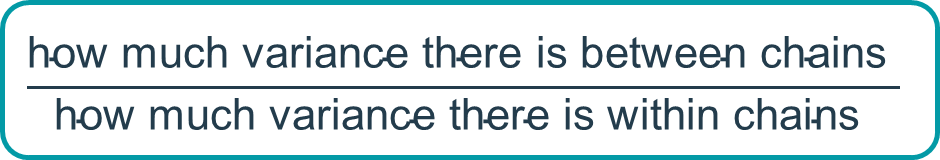 how much variance there is between chains
how much variance there is within chains